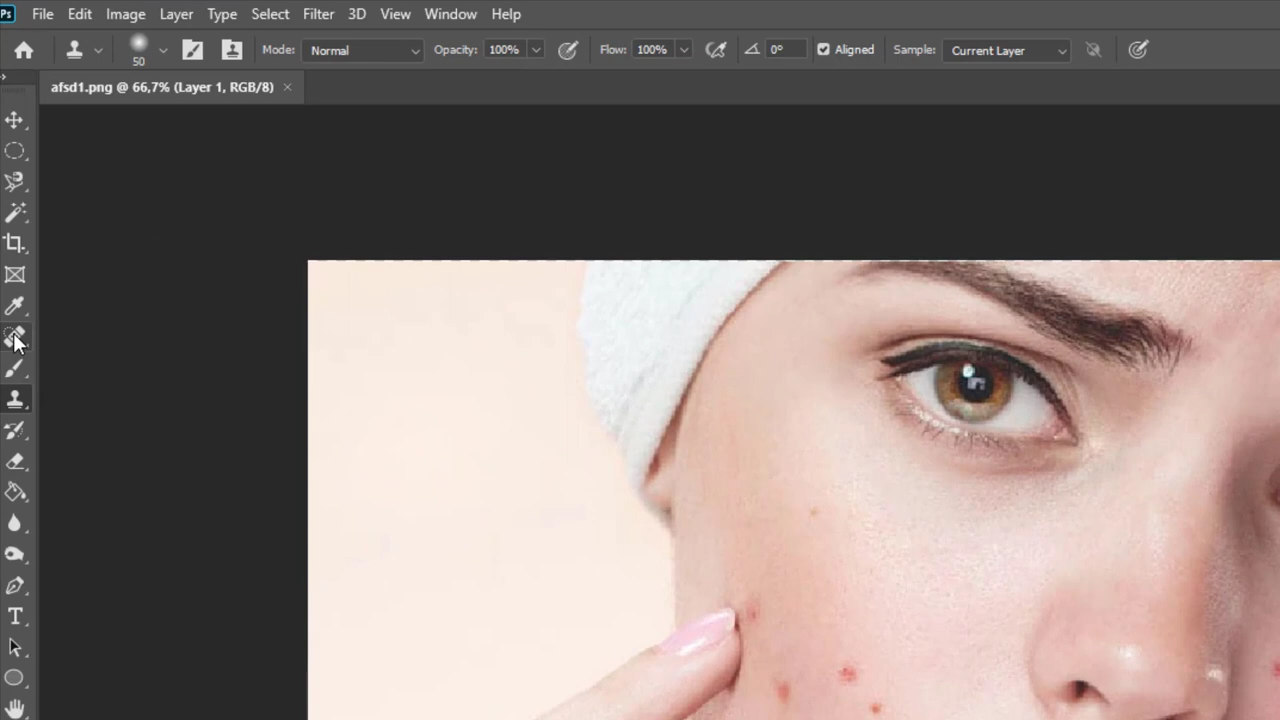 Ps File Edit Image Layer Type Select Filter 3D View Window Help
50 Mode: Normal Opacity: 100% Flow: 100% 0° Aligned Sample: Current Layer
afsd1.png @ 66,7% (Layer 1, RGB/8) ×
T